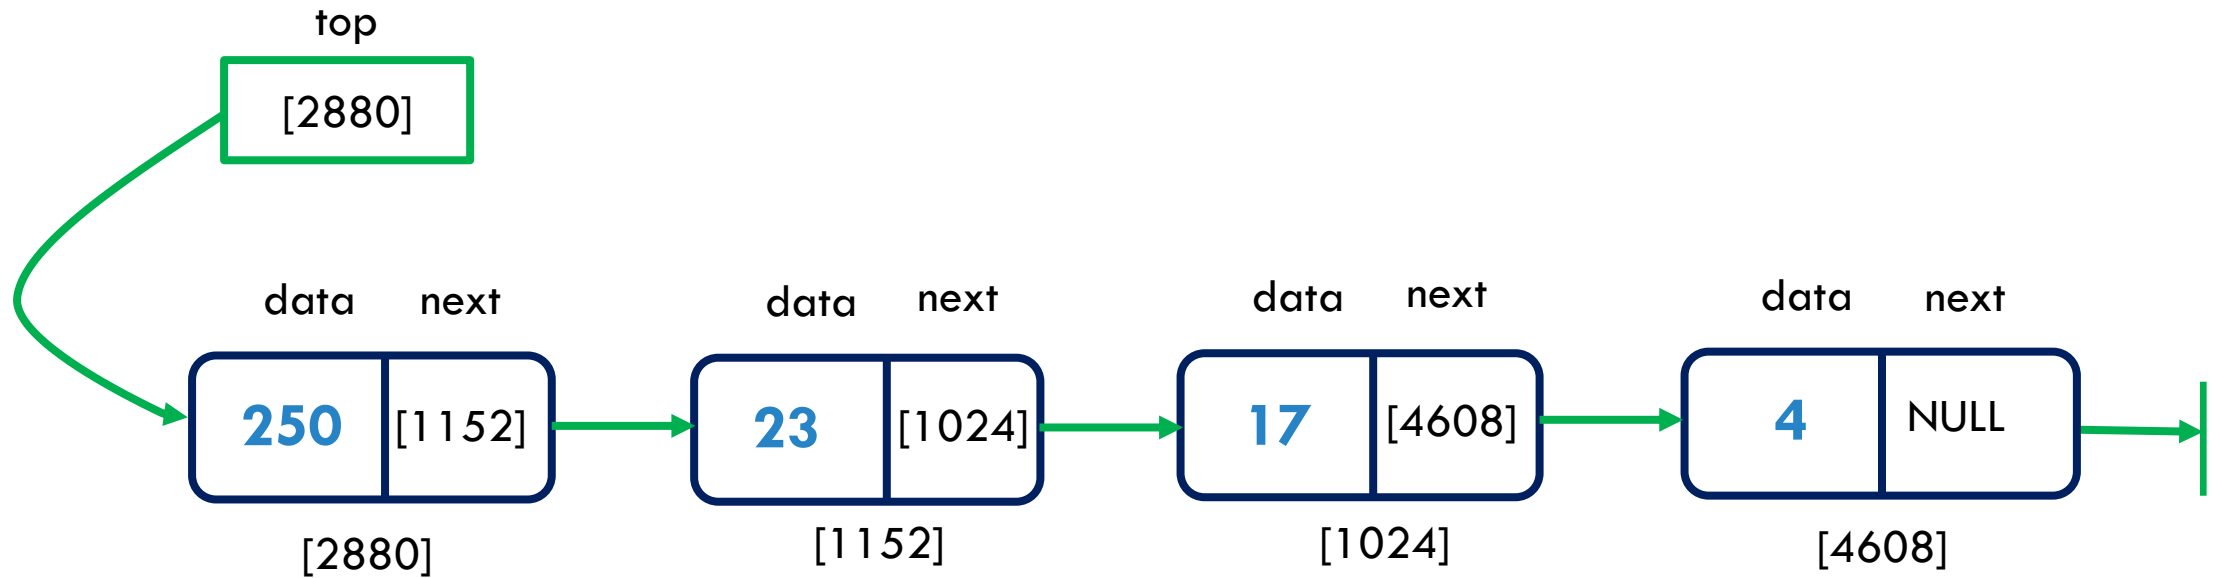 top
[2880]
data next data next data next data next
250 [1152] 23 [1024] 17 [4608] 4 NULL
[2880] [1152] [1024] [4608]